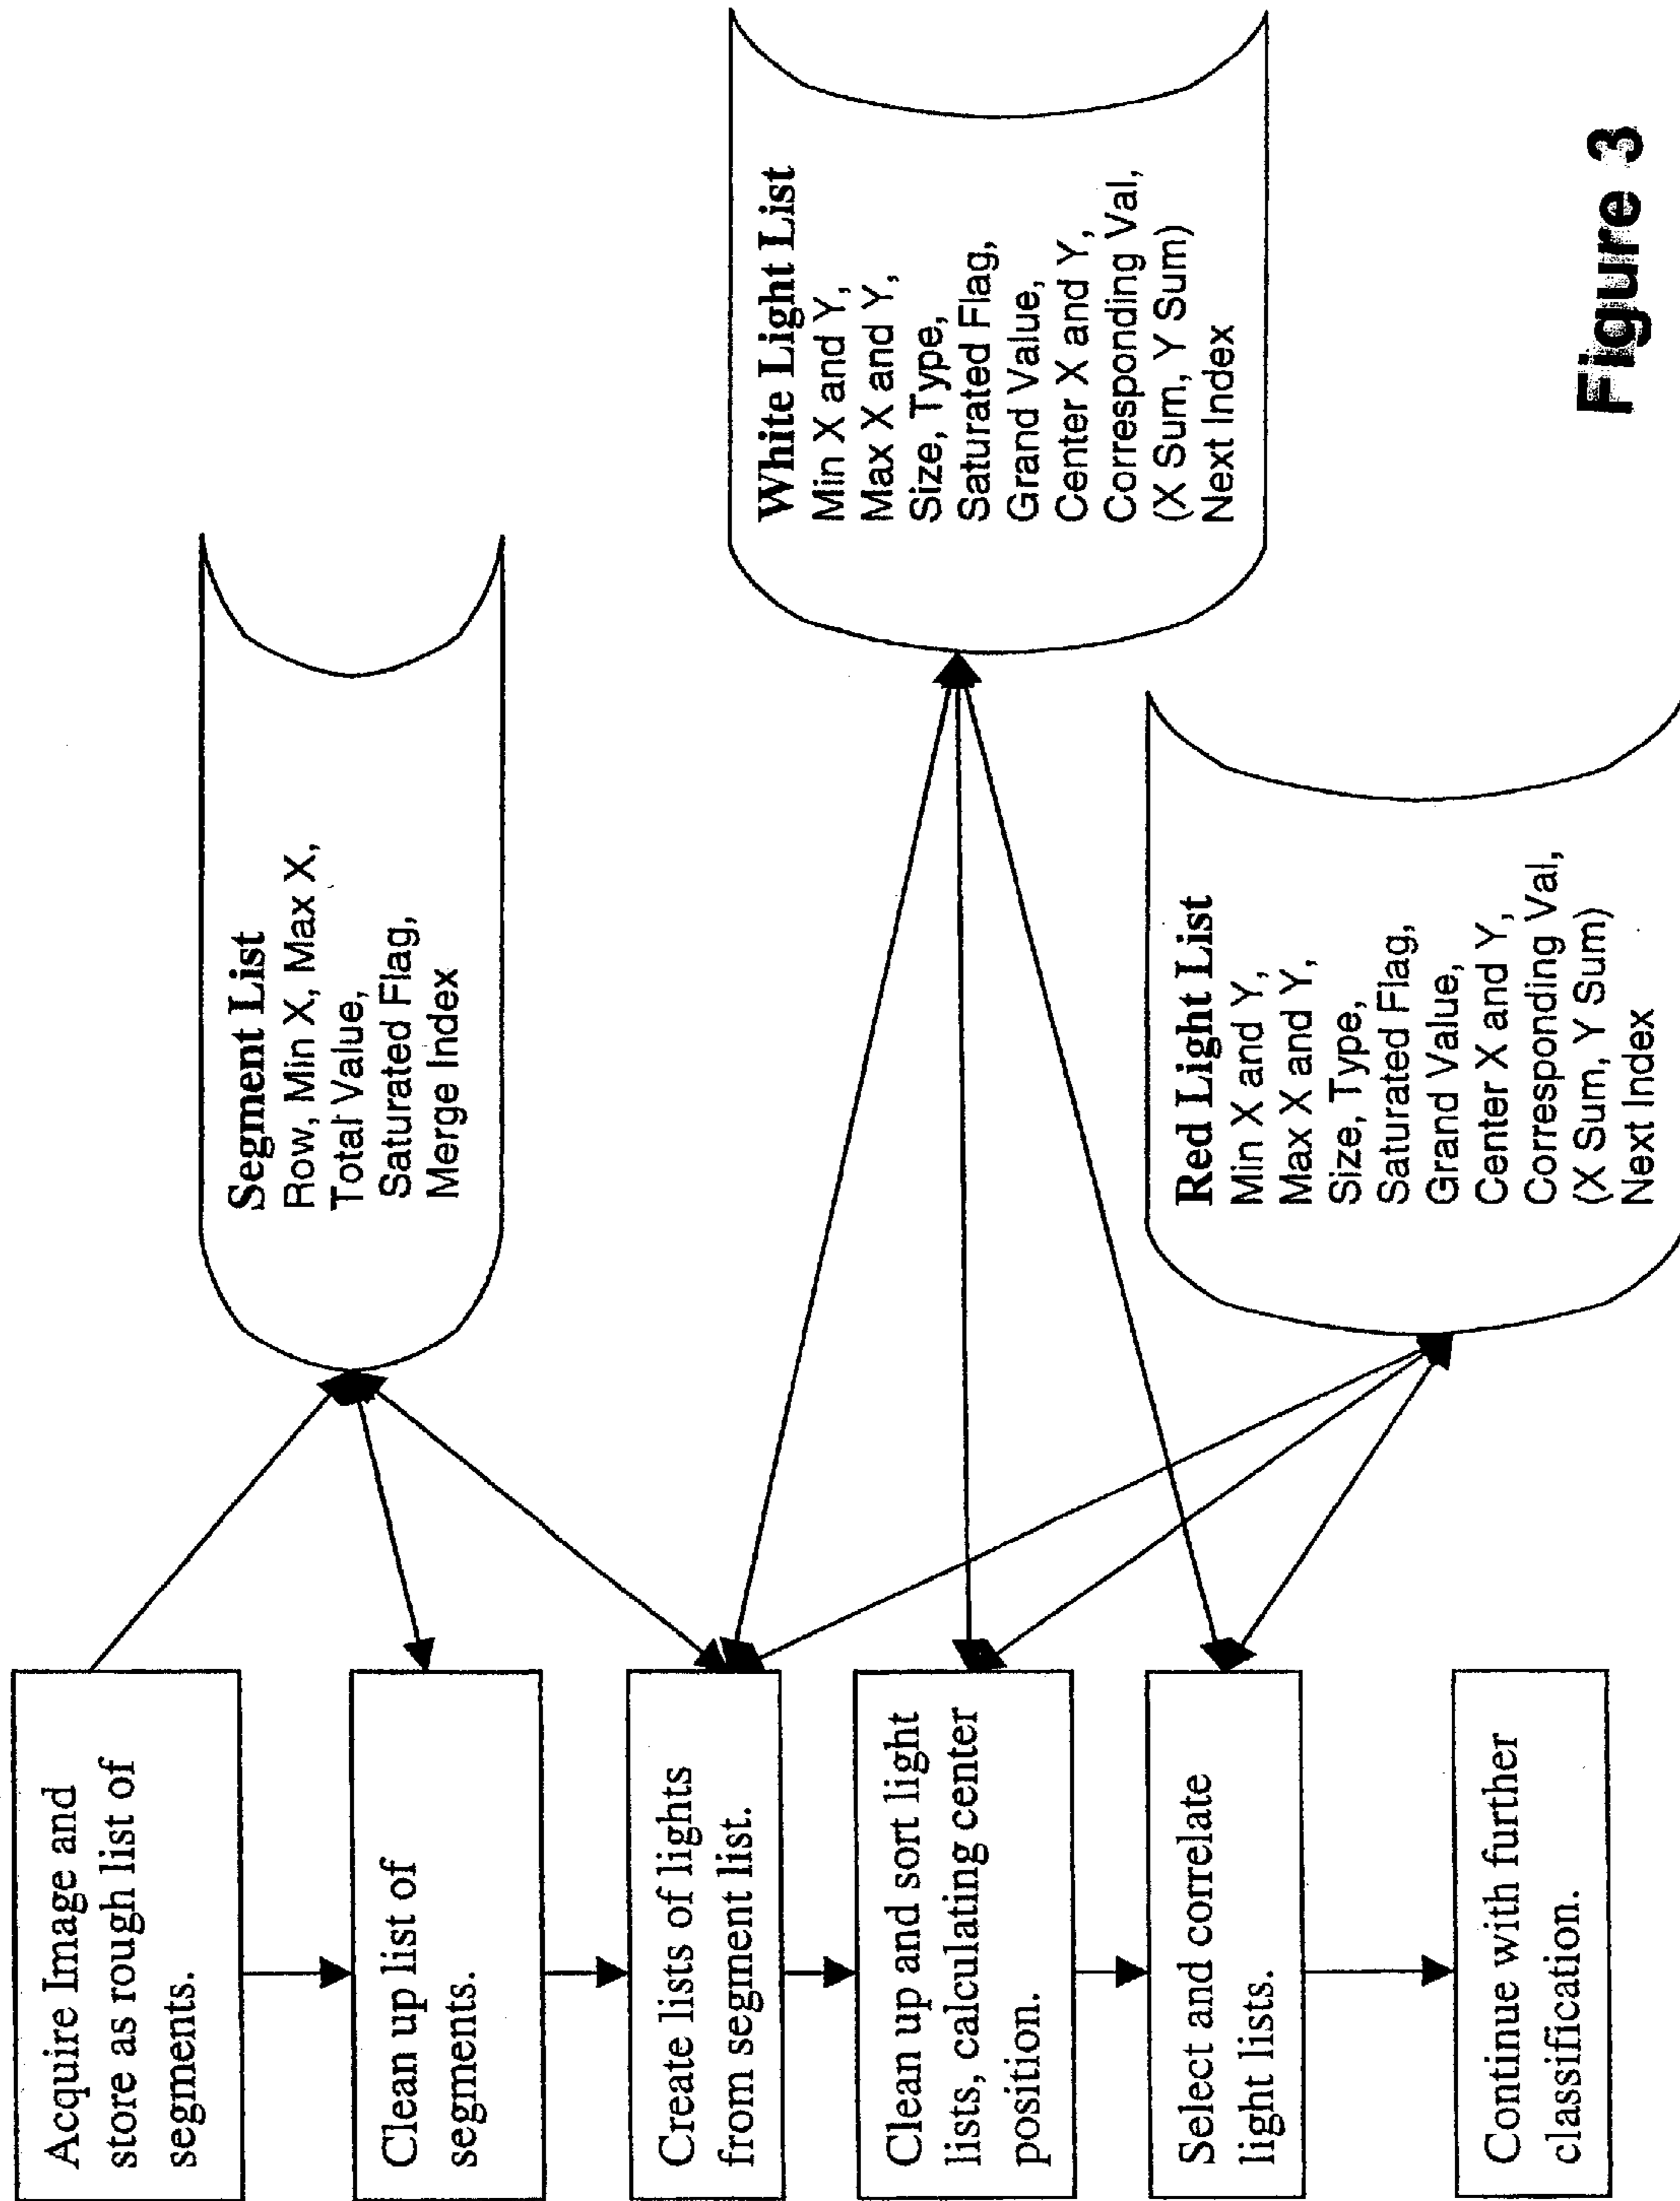 Acquire Image and
store as rough list of
segments.
Clean up list of
segments.
Create lists of lights
from segment list.
Clean up and sort light
lists, calculating center
position.
Select and correlate
light lists.
Continue with further
classification.
Segment List
Row, Min X, Max X,
Total Value,
Saturated Flag,
Merge Index
White Light List
Min X and Y,
Max X and Y,
Size, Type,
Saturated Flag,
Grand Value,
Center X and Y,
Corresponding Val,
(X Sum, Y Sum)
Next Index
Red Light List
Min X and Y,
Max X and Y,
Size, Type,
Saturated Flag,
Grand Value,
Center X and Y,
Corresponding Val,
(X Sum, Y Sum)
Next Index
Figure 3